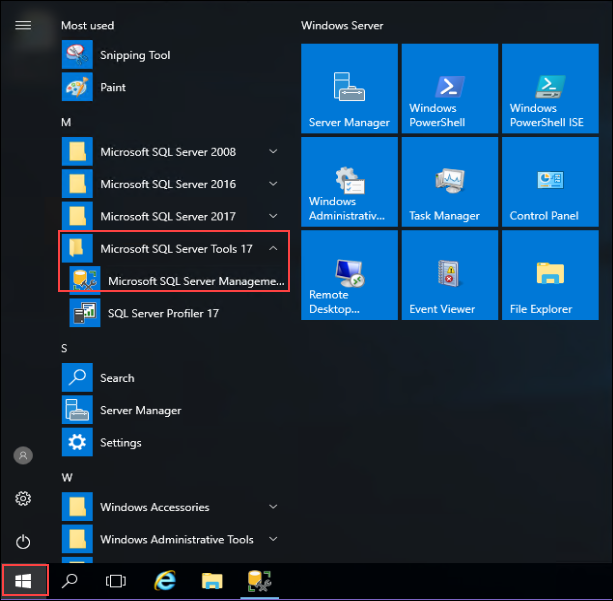 Most used
Snipping Tool
Paint
M
Microsoft SQL Server 2008
Microsoft SQL Server 2016
Microsoft SQL Server 2017
Microsoft SQL Server Tools 17
Microsoft SQL Server Manageme...
SQL Server Profiler 17
S
Search
Server Manager
Settings
W
Windows Accessories
Windows Administrative Tools
Windows Server
Server Manager
Windows
PowerShell
Windows
PowerShell ISE
Windows
Administrativ...
Task Manager
Control Panel
Remote
Desktop...
Event Viewer
File Explorer